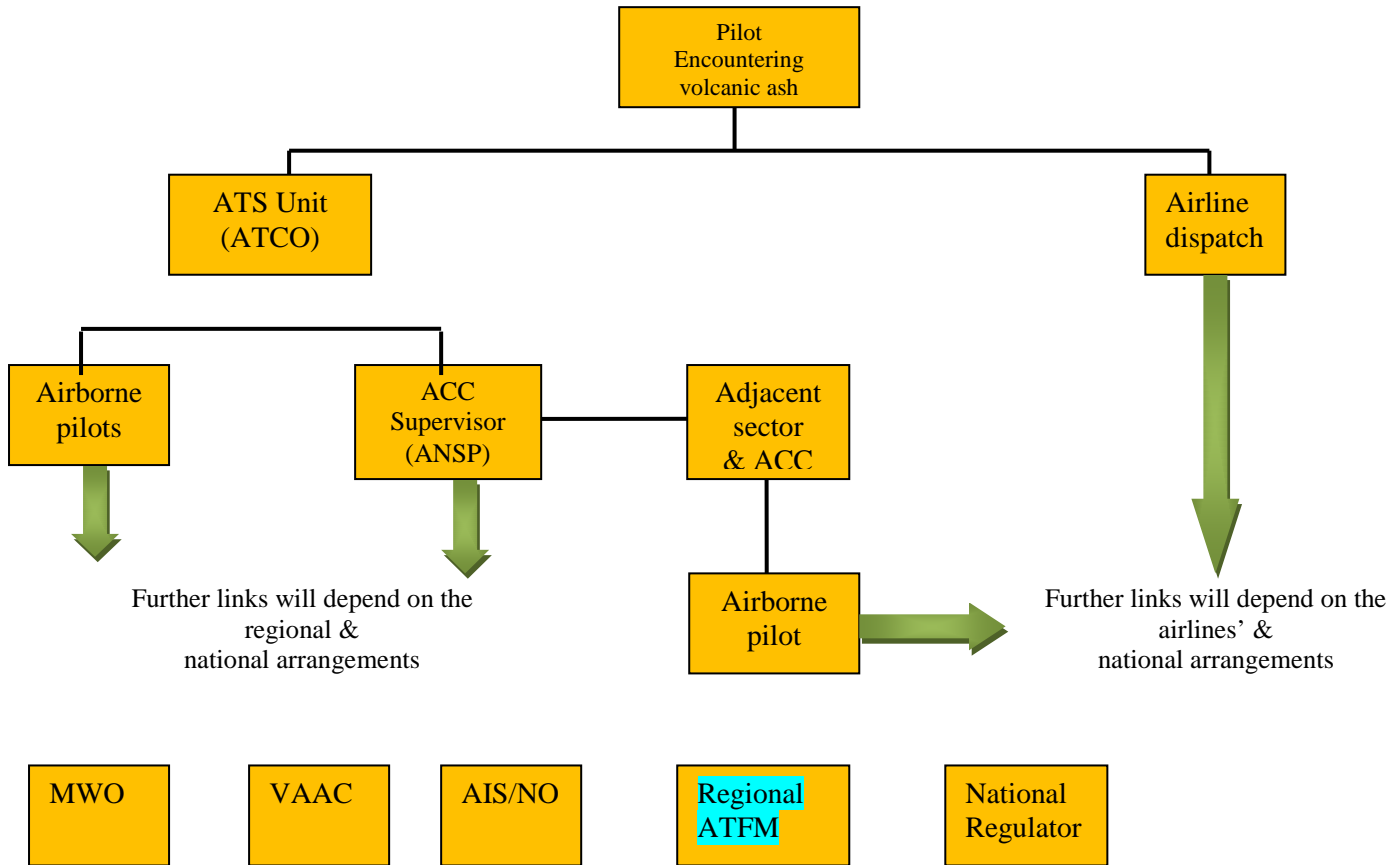 Pilot
Encountering
volcanic ash
ATS Unit
(ATCO)
Airline
dispatch
Airborne
pilots
ACC
Supervisor
(ANSP)
Adjacent
sector
& ACC
Further links will depend on the
regional &
national arrangements
Airborne
pilot
Further links will depend on the
airlines’ &
national arrangements
MWO
VAAC
AIS/NO
Regional
ATFM
National
Regulator